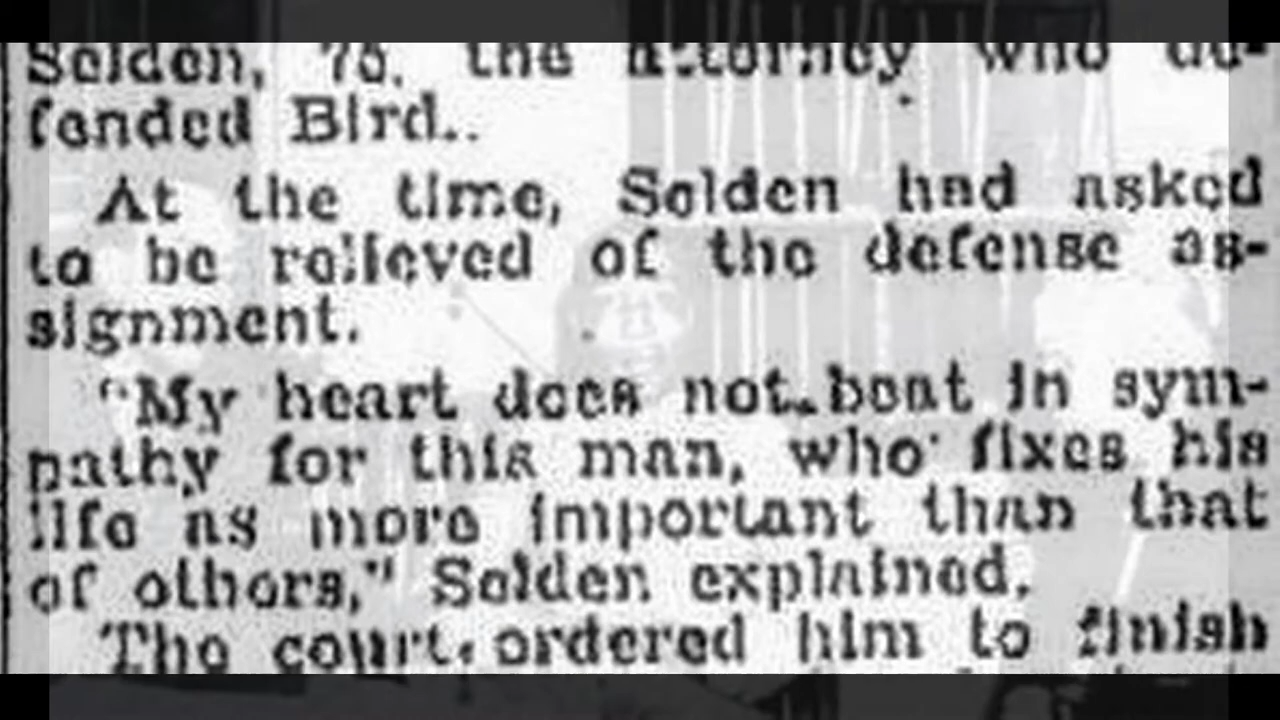 Selden, 75, the attorney who de-
fended Bird..
At the time, Selden had asked
to be relieved of the defense as-
signment.
"My heart does not beat in sym-
pathy for this man, who fixes his
life as more important than that
of others," Selden explained.
The court ordered him to finish